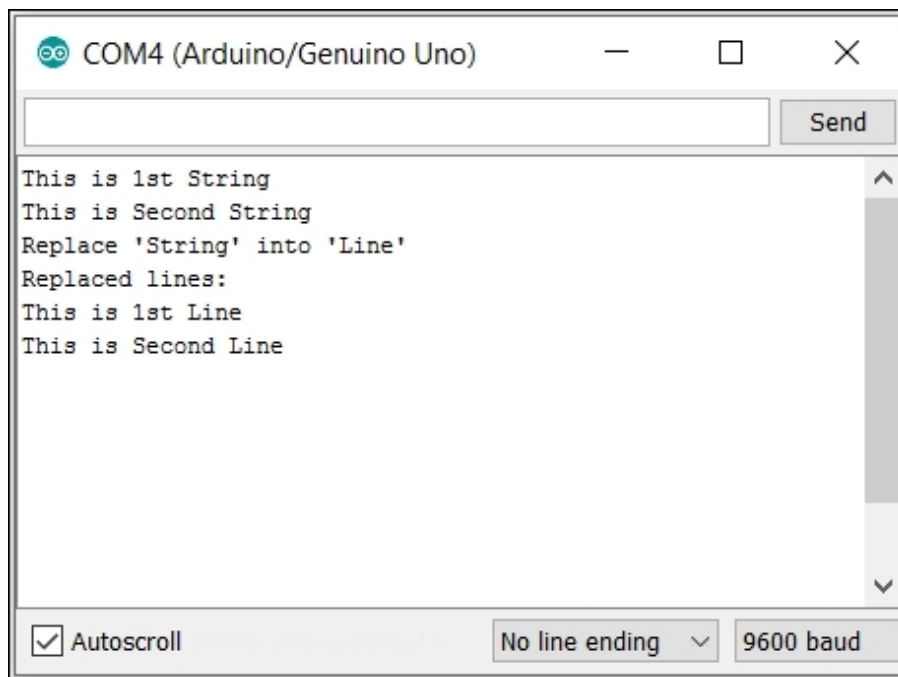 COM4 (Arduino/Genuino Uno)
Send
This is 1st String
This is Second String
Replace 'String' into 'Line'
Replaced lines:
This is 1st Line
This is Second Line
Autoscroll
No line ending
9600 baud